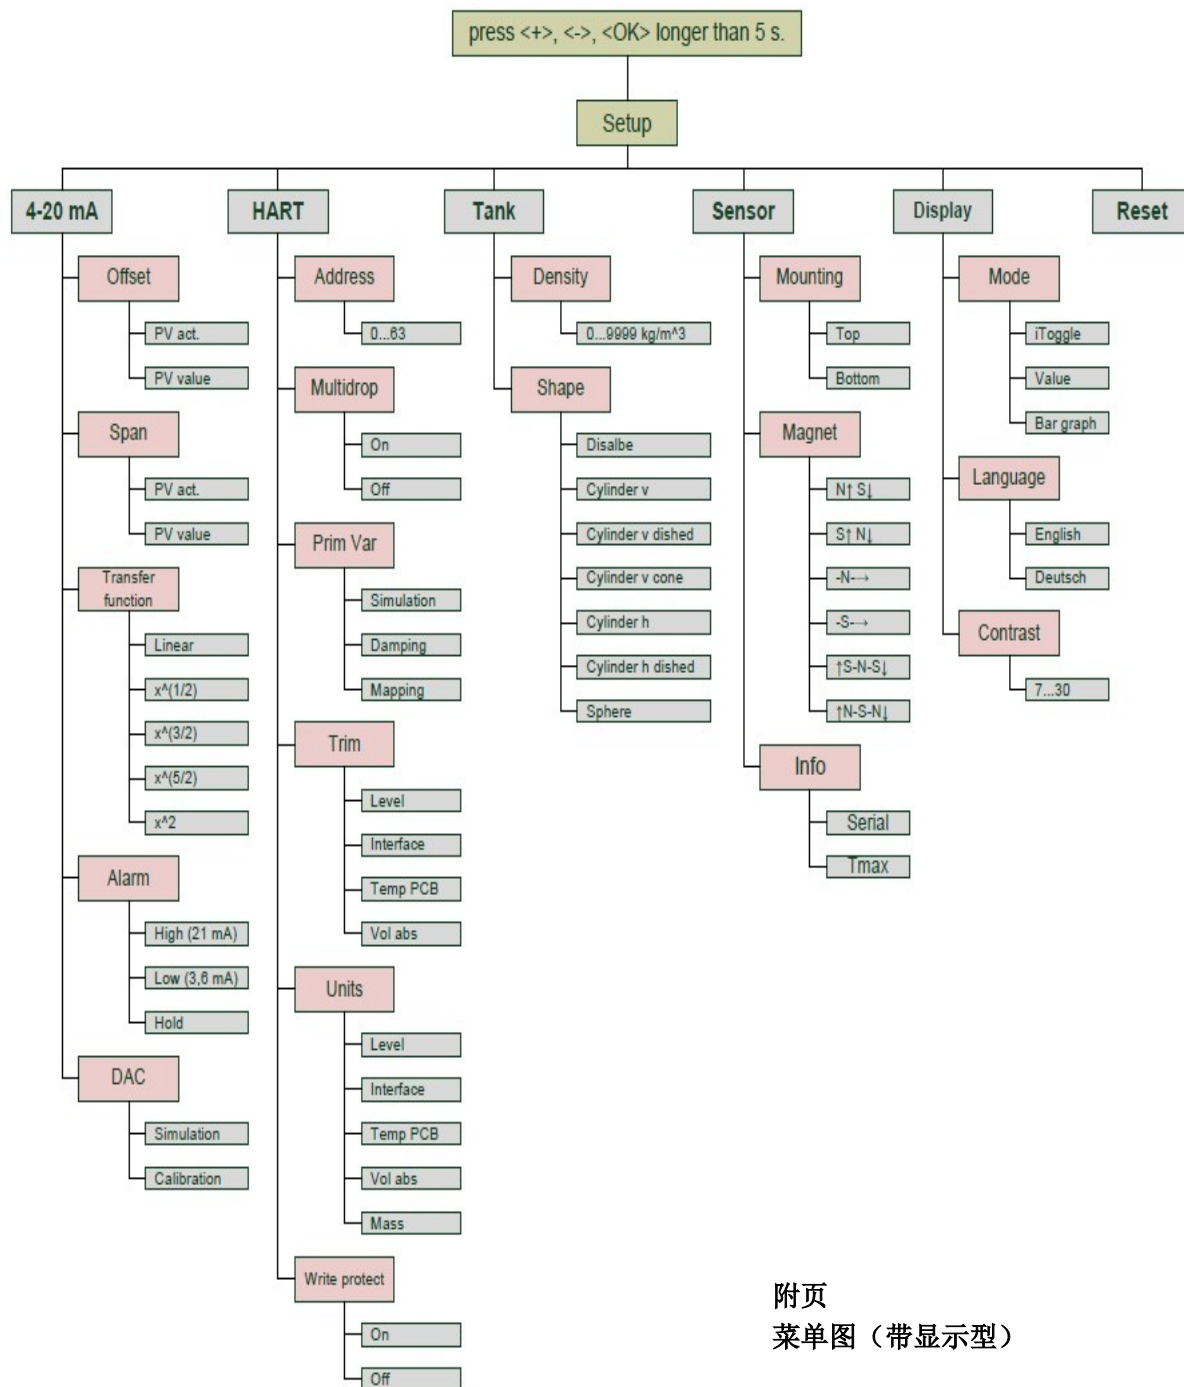 press <+>, <->, <OK> longer than 5 s.
Setup
4-20 mA
Offset
PV act.
PV value
Span
PV act.
PV value
Transfer
function
Linear
x^(1/2)
x^(3/2)
x^(5/2)
x^2
Alarm
High (21 mA)
Low (3,6 mA)
Hold
DAC
Simulation
Calibration
HART
Address
0...63
Multidrop
On
Off
Prim Var
Simulation
Damping
Mapping
Trim
Level
Interface
Temp PCB
Vol abs
Units
Level
Interface
Temp PCB
Vol abs
Mass
Write protect
On
Off
Tank
Density
0...9999 kg/m^3
Shape
Disalbe
Cylinder v
Cylinder v dished
Cylinder v cone
Cylinder h
Cylinder h dished
Sphere
Sensor
Mounting
Top
Bottom
Magnet
N↑ S↓
S↑ N↓
-N-→
-S-→
↑S-N-S↓
↑N-S-N↓
Info
Serial
Tmax
Display
Mode
iToggle
Value
Bar graph
Language
English
Deutsch
Contrast
7...30
Reset
附页
菜单图（带显示型）